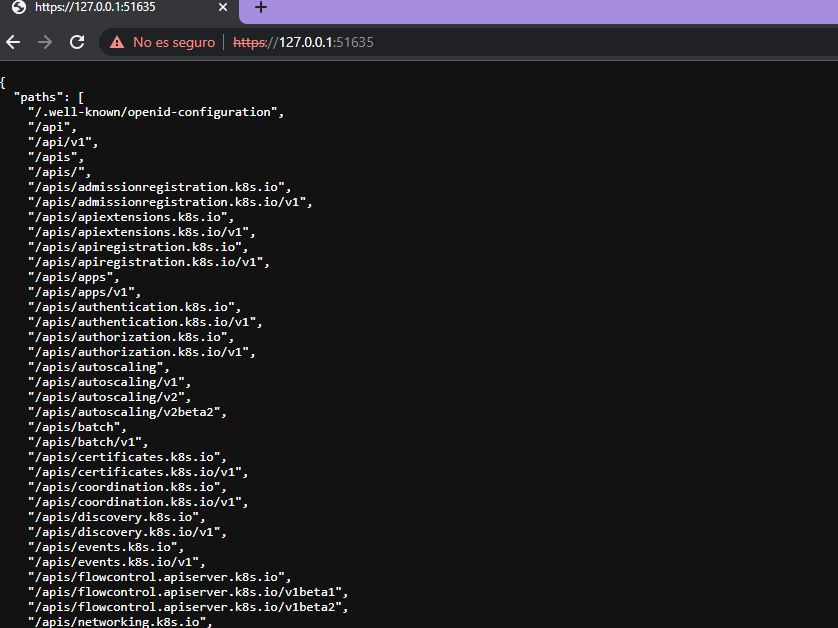 https://127.0.0.1:51635
No es seguro | https://127.0.0.1:51635
{
  "paths": [
    "/.well-known/openid-configuration",
    "/api",
    "/api/v1",
    "/apis",
    "/apis/",
    "/apis/admissionregistration.k8s.io",
    "/apis/admissionregistration.k8s.io/v1",
    "/apis/apiextensions.k8s.io",
    "/apis/apiextensions.k8s.io/v1",
    "/apis/apiregistration.k8s.io",
    "/apis/apiregistration.k8s.io/v1",
    "/apis/apps",
    "/apis/apps/v1",
    "/apis/authentication.k8s.io",
    "/apis/authentication.k8s.io/v1",
    "/apis/authorization.k8s.io",
    "/apis/authorization.k8s.io/v1",
    "/apis/autoscaling",
    "/apis/autoscaling/v1",
    "/apis/autoscaling/v2",
    "/apis/autoscaling/v2beta2",
    "/apis/batch",
    "/apis/batch/v1",
    "/apis/certificates.k8s.io",
    "/apis/certificates.k8s.io/v1",
    "/apis/coordination.k8s.io",
    "/apis/coordination.k8s.io/v1",
    "/apis/discovery.k8s.io",
    "/apis/discovery.k8s.io/v1",
    "/apis/events.k8s.io",
    "/apis/events.k8s.io/v1",
    "/apis/flowcontrol.apiserver.k8s.io",
    "/apis/flowcontrol.apiserver.k8s.io/v1beta1",
    "/apis/flowcontrol.apiserver.k8s.io/v1beta2",
    "/apis/networking.k8s.io",